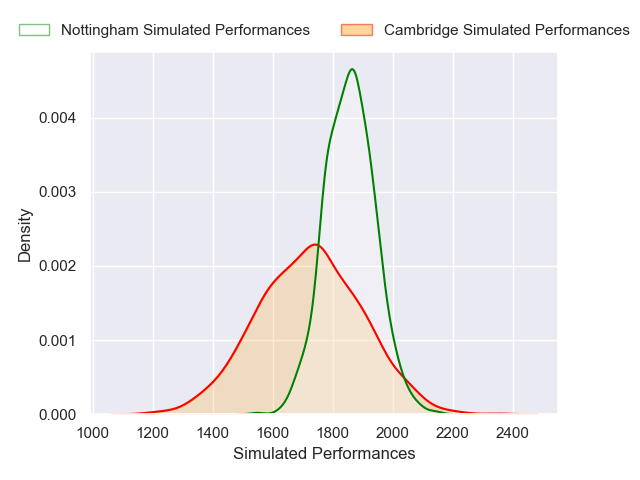 Nottingham Simulated Performances Cambridge Simulated Performances
0.004
0.003
0.002
0.001
0.000
Density
1000 1200 1400 1600 1800 2000 2200 2400
Simulated Performances